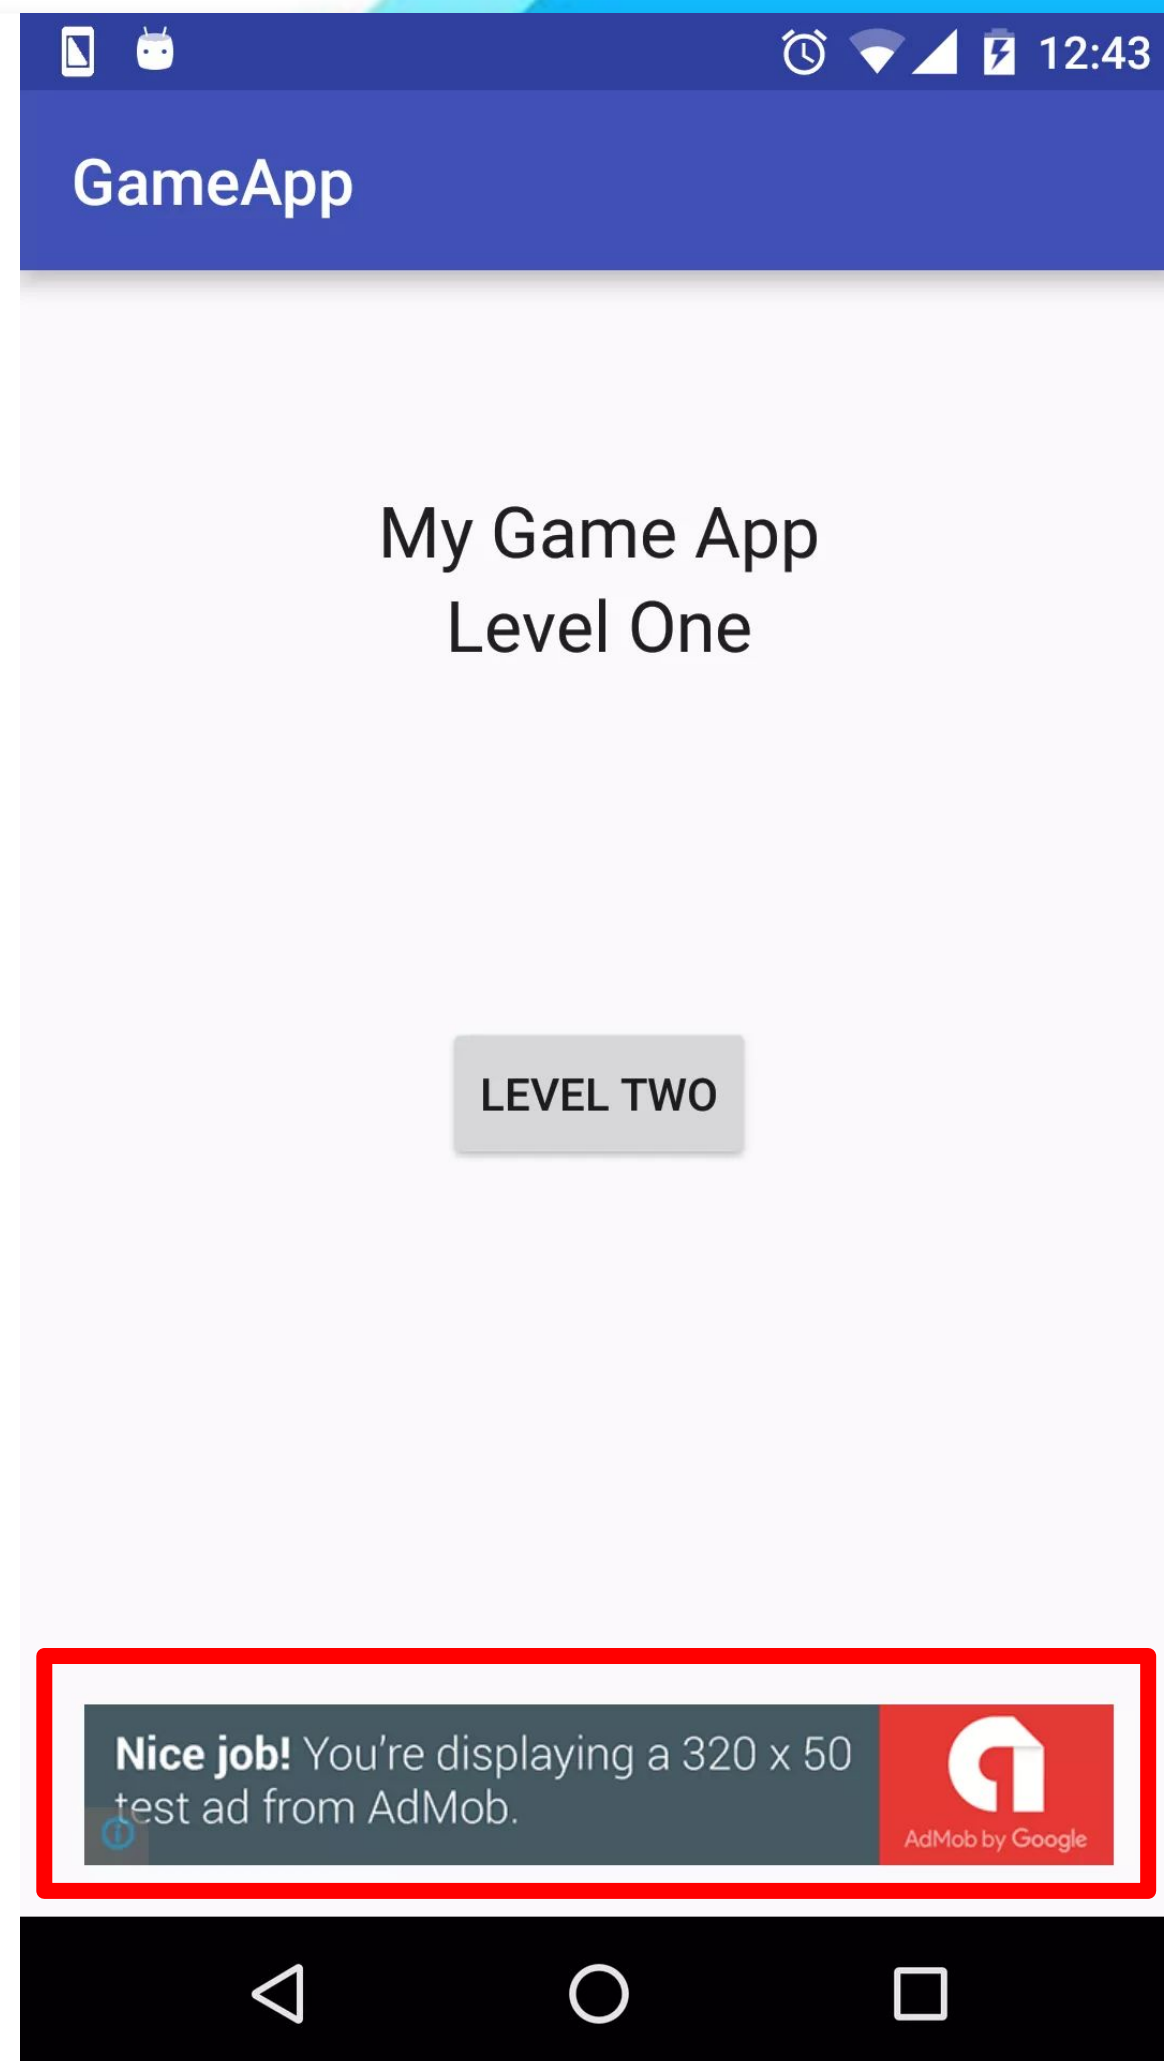 12:43
GameApp
My Game App
Level One
LEVEL TWO
Nice job! You're displaying a 320 x 50
test ad from AdMob.
AdMob by Google